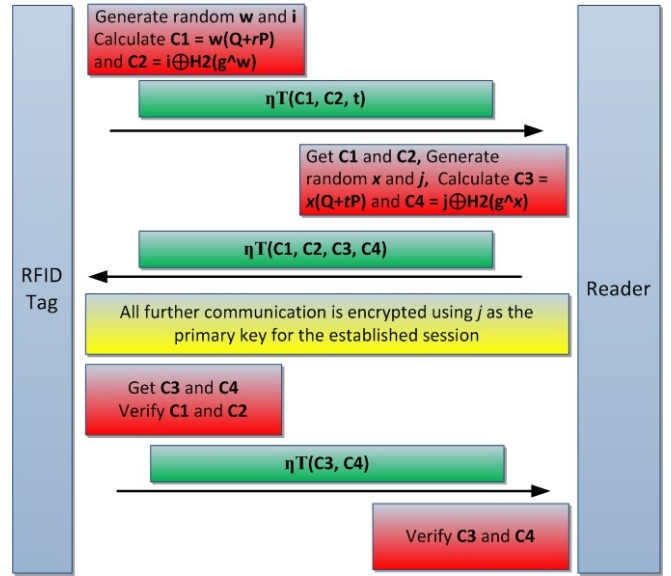 Generate random w and i
Calculate C1 = w(Q+rP)
and C2 = i⊕H2(g^w)
ηT(C1, C2, t)
Get C1 and C2, Generate
random x and j, Calculate C3 =
x(Q+tP) and C4 = j⊕H2(g^x)
ηT(C1, C2, C3, C4)
RFID
Tag
Reader
All further communication is encrypted using j as the
primary key for the established session
Get C3 and C4
Verify C1 and C2
ηT(C3, C4)
Verify C3 and C4